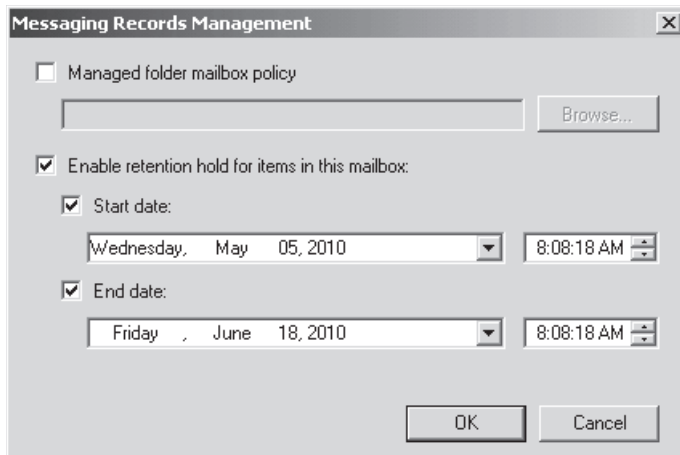 Messaging Records Management
Managed folder mailbox policy
Browse...
Enable retention hold for items in this mailbox:
Start date:
Wednesday, May 05, 2010 8:08:18 AM
End date:
Friday , June 18, 2010 8:08:18 AM
OK Cancel